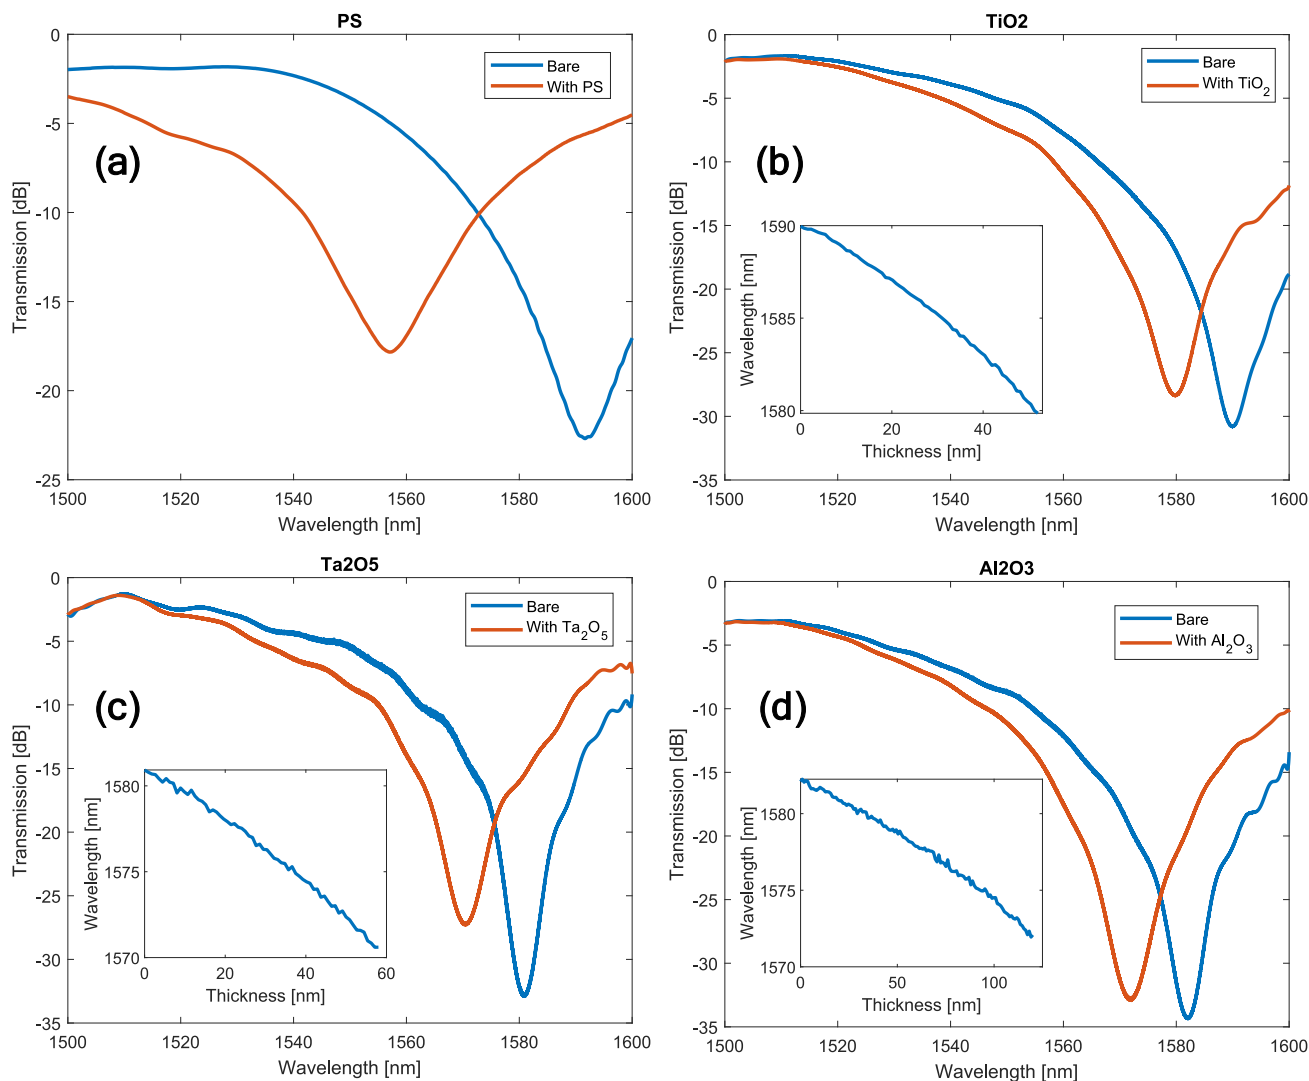 PS
0
-5
-10
-15
-20
-25
Transmission [dB]
Bare
With PS
(a)
1500 1520 1540 1560 1580 1600
Wavelength [nm]
TiO2
0
-5
-10
-15
-20
-25
-30
-35
Transmission [dB]
Bare
With TiO₂
(b)
1590
1585
1580
Wavelength [nm]
0 20 40
Thickness [nm]
1500 1520 1540 1560 1580 1600
Wavelength [nm]
Ta2O5
0
-5
-10
-15
-20
-25
-30
-35
Transmission [dB]
Bare
With Ta₂O₅
(c)
1580
1575
1570
Wavelength [nm]
0 20 40 60
Thickness [nm]
1500 1520 1540 1560 1580 1600
Wavelength [nm]
Al2O3
0
-5
-10
-15
-20
-25
-30
-35
Transmission [dB]
Bare
With Al₂O₃
(d)
1580
1575
1570
Wavelength [nm]
0 50 100
Thickness [nm]
1500 1520 1540 1560 1580 1600
Wavelength [nm]